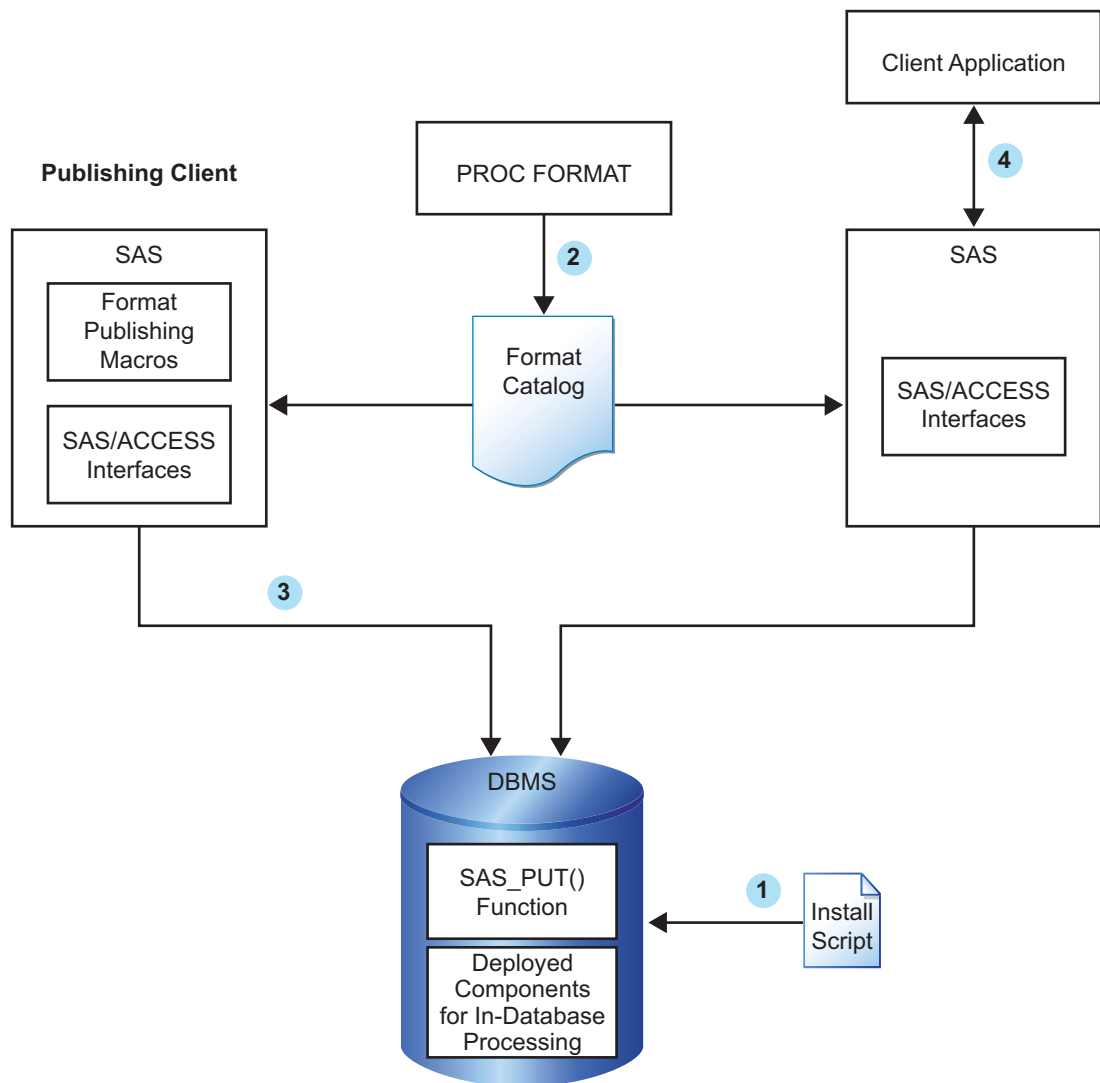 Client Application
4
Publishing Client
PROC FORMAT
2
SAS
Format
Publishing
Macros
SAS/ACCESS
Interfaces
Format
Catalog
SAS
SAS/ACCESS
Interfaces
3
DBMS
SAS_PUT()
Function
Deployed
Components
for In-Database
Processing
1
Install
Script